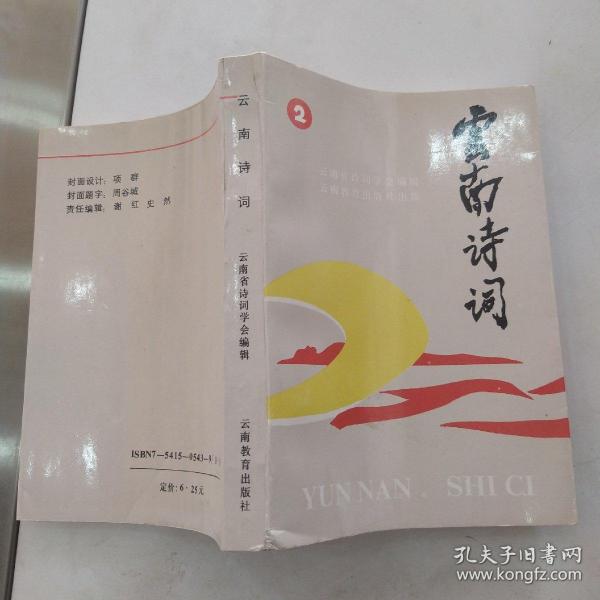 封面设计：项 群
封面题字：周谷城
责任编辑：谢 红 史 然
ISBN7—5415—0543—9
定价：6·25元
云南诗词
云南省诗词学会编辑
云南教育出版社
2
雲南诗词
云南省诗词学会编辑
云南教育出版社出版
YUNNAN . SHI CI
孔夫子旧书网
www.kongfz.com